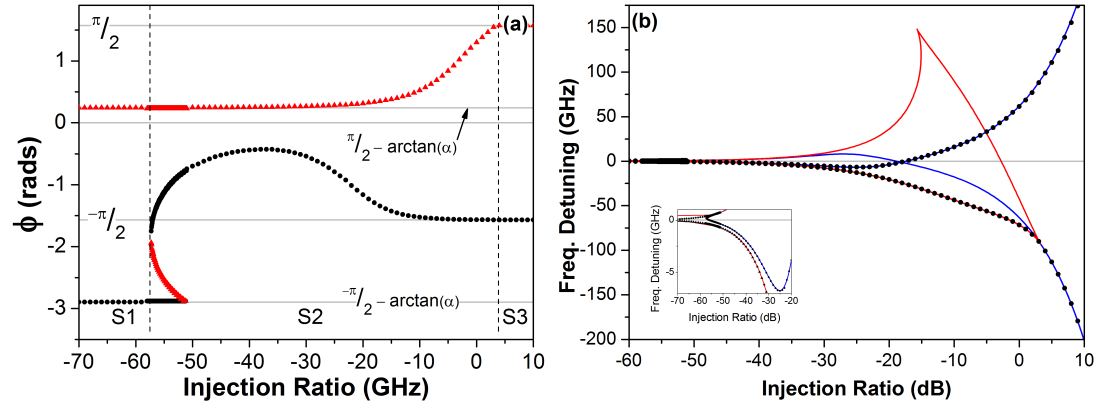 (a)
π/2
1
0
-1
-π/2
-2
-3
ϕ (rads)
π/2 – arctan(α)
-π/2 – arctan(α)
S1
S2
S3
-70 -60 -50 -40 -30 -20 -10 0 10
Injection Ratio (GHz)
(b)
150
100
50
0
-50
-100
-150
-200
Freq. Detuning (GHz)
-60 -50 -40 -30 -20 -10 0 10
Injection Ratio (dB)
0
-5
Freq. Detuning (GHz)
-70 -60 -50 -40 -30 -20
Injection Ratio (dB)